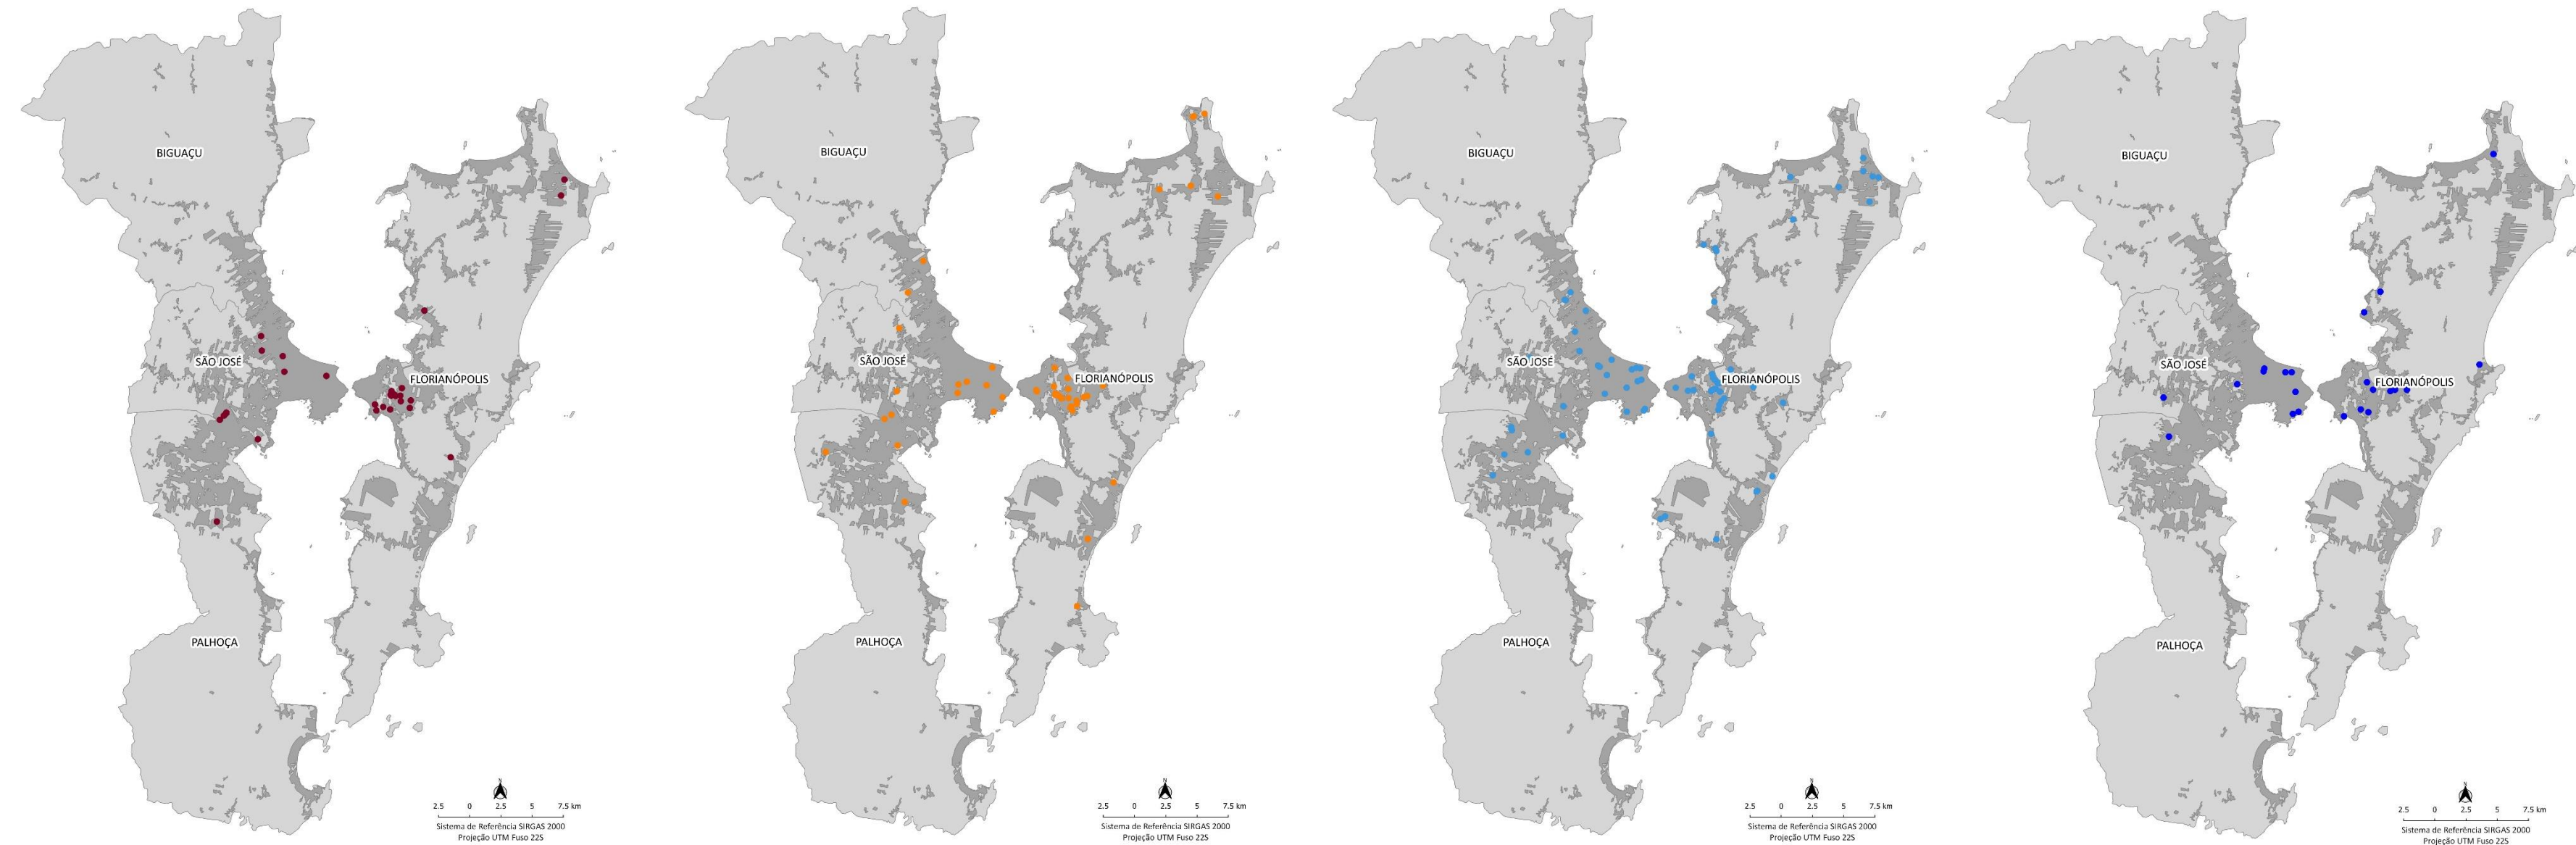 BIGUAÇU
SÃO JOSÉ
FLORIANÓPOLIS
PALHOÇA
N
2.5 0 2.5 5 7.5 km
Sistema de Referência SIRGAS 2000
Projeção UTM Fuso 22S
BIGUAÇU
SÃO JOSÉ
FLORIANÓPOLIS
PALHOÇA
N
2.5 0 2.5 5 7.5 km
Sistema de Referência SIRGAS 2000
Projeção UTM Fuso 22S
BIGUAÇU
SÃO JOSÉ
FLORIANÓPOLIS
PALHOÇA
N
2.5 0 2.5 5 7.5 km
Sistema de Referência SIRGAS 2000
Projeção UTM Fuso 22S
BIGUAÇU
SÃO JOSÉ
FLORIANÓPOLIS
PALHOÇA
N
2.5 0 2.5 5 7.5 km
Sistema de Referência SIRGAS 2000
Projeção UTM Fuso 22S